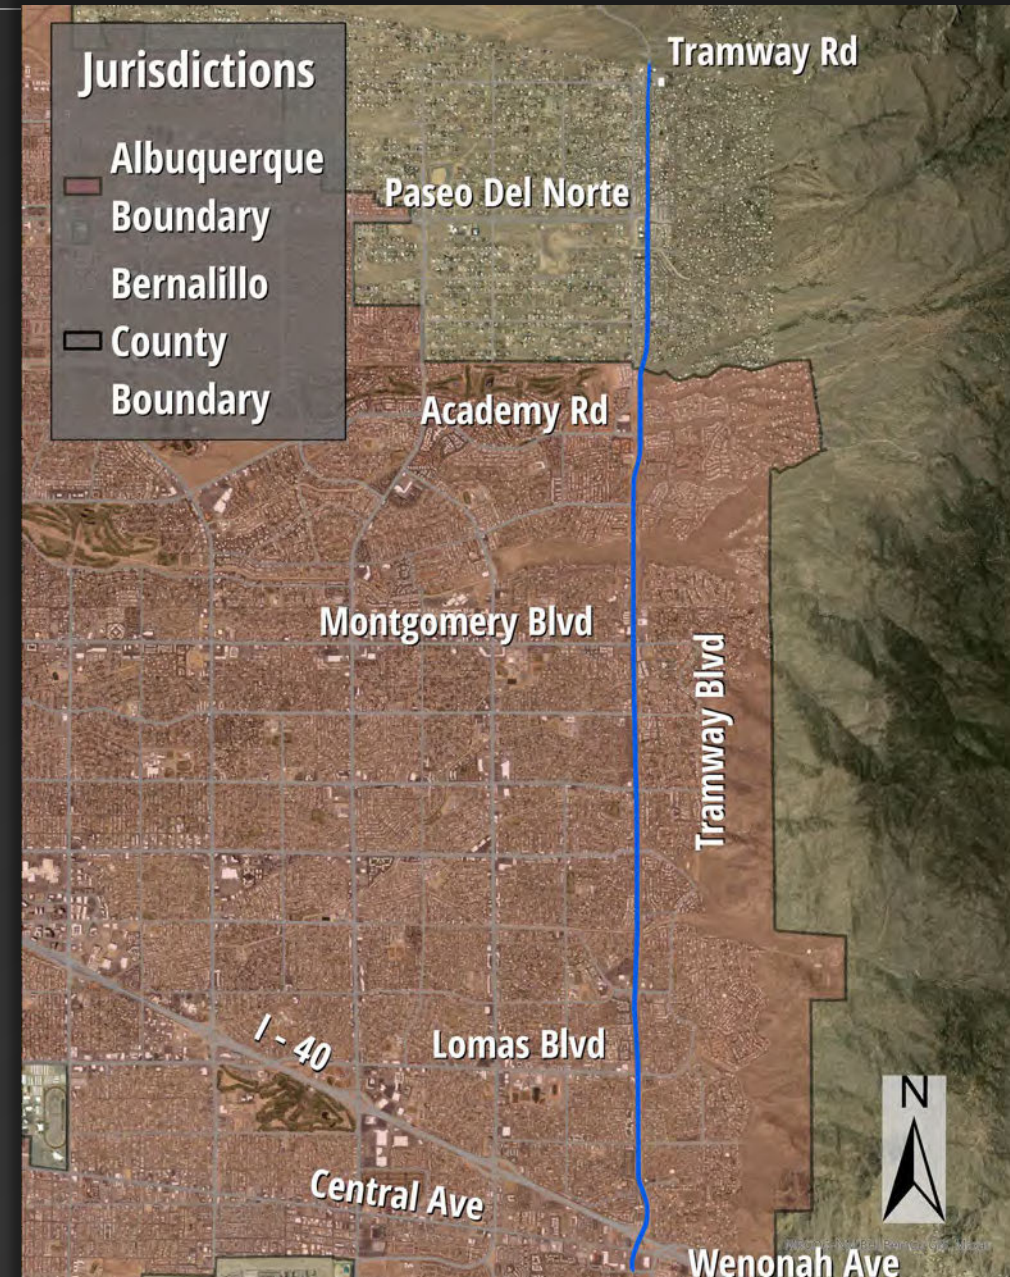 Jurisdictions
Albuquerque
Boundary
Bernalillo
County
Boundary
Tramway Rd
Paseo Del Norte
Academy Rd
Montgomery Blvd
Tramway Blvd
I - 40
Lomas Blvd
Central Ave
N
Wenonah Ave